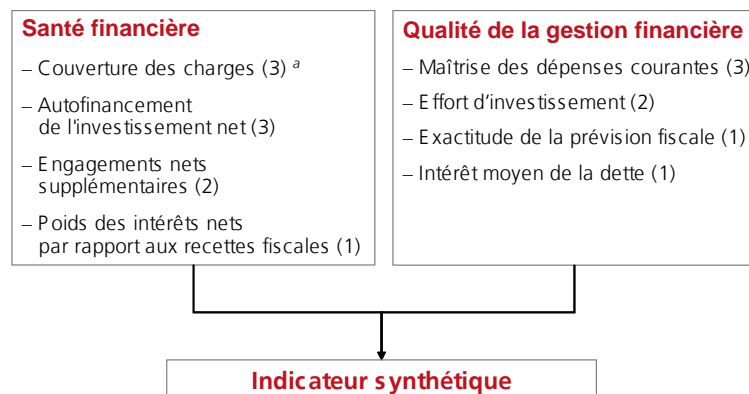 Santé financière
– Couverture des charges (3) a
– Autofinancement
de l'investissement net (3)
– Engagements nets
supplémentaires (2)
– Poids des intérêts nets
par rapport aux recettes fiscales (1)
Qualité de la gestion financière
– Maîtrise des dépenses courantes (3)
– Effort d'investissement (2)
– Exactitude de la prévision fiscale (1)
– Intérêt moyen de la dette (1)
Indicateur synthétique